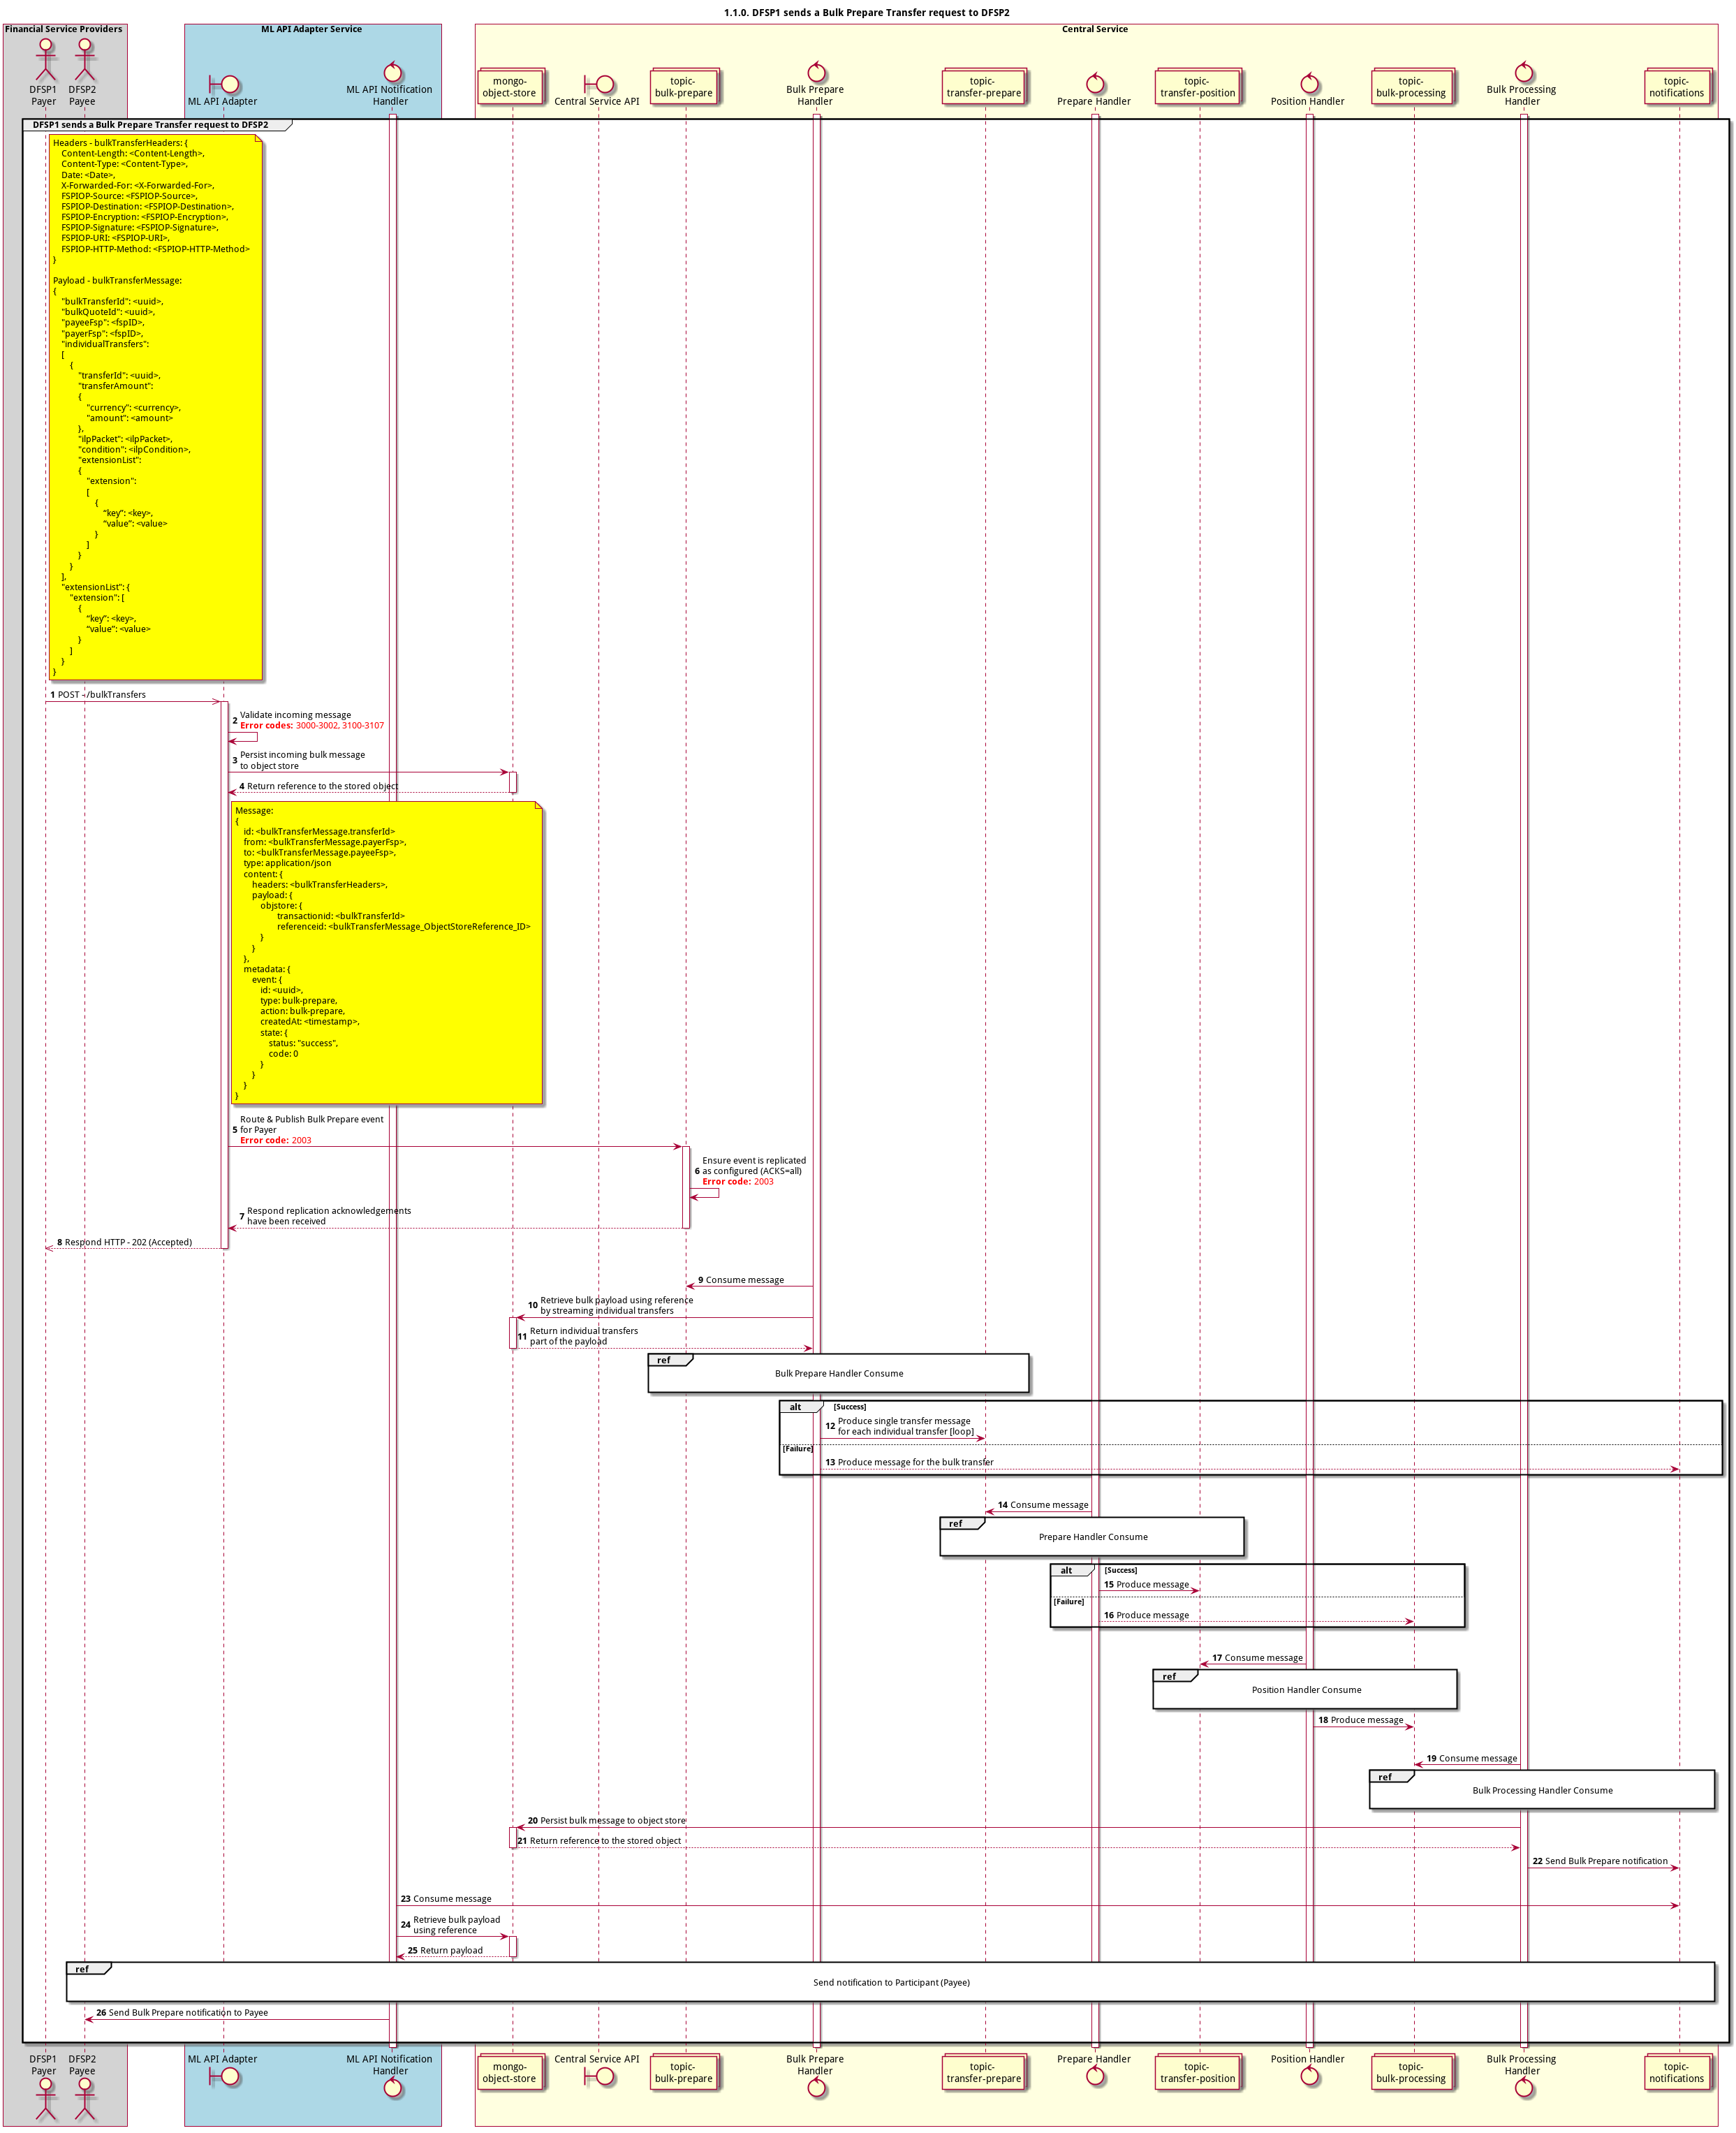 1.1.0. DFSP1 sends a Bulk Prepare Transfer request to DFSP2
Financial Service Providers
ML API Adapter Service
Central Service
DFSP1
Payer
DFSP2
Payee
ML API Adapter
ML API Notification
Handler
mongo-
object-store
Central Service API
topic-
bulk-prepare
Bulk Prepare
Handler
topic-
transfer-prepare
Prepare Handler
topic-
transfer-position
Position Handler
topic-
bulk-processing
Bulk Processing
Handler
topic-
notifications
DFSP1 sends a Bulk Prepare Transfer request to DFSP2
Headers - bulkTransferHeaders: {
Content-Length: <Content-Length>,
Content-Type: <Content-Type>,
Date: <Date>,
X-Forwarded-For: <X-Forwarded-For>,
FSPIOP-Source: <FSPIOP-Source>,
FSPIOP-Destination: <FSPIOP-Destination>,
FSPIOP-Encryption: <FSPIOP-Encryption>,
FSPIOP-Signature: <FSPIOP-Signature>,
FSPIOP-URI: <FSPIOP-URI>,
FSPIOP-HTTP-Method: <FSPIOP-HTTP-Method>
}
Payload - bulkTransferMessage:
{
"bulkTransferId": <uuid>,
"bulkQuoteId": <uuid>,
"payeeFsp": <fspID>,
"payerFsp": <fspID>,
"individualTransfers":
[
{
"transferId": <uuid>,
"transferAmount":
{
"currency": <currency>,
"amount": <amount>
},
"ilpPacket": <ilpPacket>,
"condition": <ilpCondition>,
"extensionList":
{
"extension":
[
{
"key": <key>,
"value": <value>
}
]
}
}
],
"extensionList": {
"extension": [
{
"key": <key>,
"value": <value>
}
]
}
}
1 POST - /bulkTransfers
2 Validate incoming message
Error codes: 3000-3002, 3100-3107
3 Persist incoming bulk message
to object store
4 Return reference to the stored object
Message:
{
id: <bulkTransferMessage.transferId>
from: <bulkTransferMessage.payerFsp>,
to: <bulkTransferMessage.payeeFsp>,
type: application/json
content: {
headers: <bulkTransferHeaders>,
payload: {
objstore: {
transactionid: <bulkTransferId>
referenceid: <bulkTransferMessage_ObjectStoreReference_ID>
}
}
},
metadata: {
event: {
id: <uuid>,
type: bulk-prepare,
action: bulk-prepare,
createdAt: <timestamp>,
state: {
status: "success",
code: 0
}
}
}
}
5 Route & Publish Bulk Prepare event
for Payer
Error code: 2003
6 Ensure event is replicated
as configured (ACKS=all)
Error code: 2003
7 Respond replication acknowledgements
have been received
8 Respond HTTP - 202 (Accepted)
9 Consume message
10 Retrieve bulk payload using reference
by streaming individual transfers
11 Return individual transfers
part of the payload
ref
Bulk Prepare Handler Consume
alt [Success]
12 Produce single transfer message
for each individual transfer [loop]
[Failure]
13 Produce message for the bulk transfer
14 Consume message
ref
Prepare Handler Consume
alt [Success]
15 Produce message
[Failure]
16 Produce message
17 Consume message
ref
Position Handler Consume
18 Produce message
19 Consume message
ref
Bulk Processing Handler Consume
20 Persist bulk message to object store
21 Return reference to the stored object
22 Send Bulk Prepare notification
23 Consume message
24 Retrieve bulk payload
using reference
25 Return payload
ref
Send notification to Participant (Payee)
26 Send Bulk Prepare notification to Payee
DFSP1
Payer
DFSP2
Payee
ML API Adapter
ML API Notification
Handler
mongo-
object-store
Central Service API
topic-
bulk-prepare
Bulk Prepare
Handler
topic-
transfer-prepare
Prepare Handler
topic-
transfer-position
Position Handler
topic-
bulk-processing
Bulk Processing
Handler
topic-
notifications